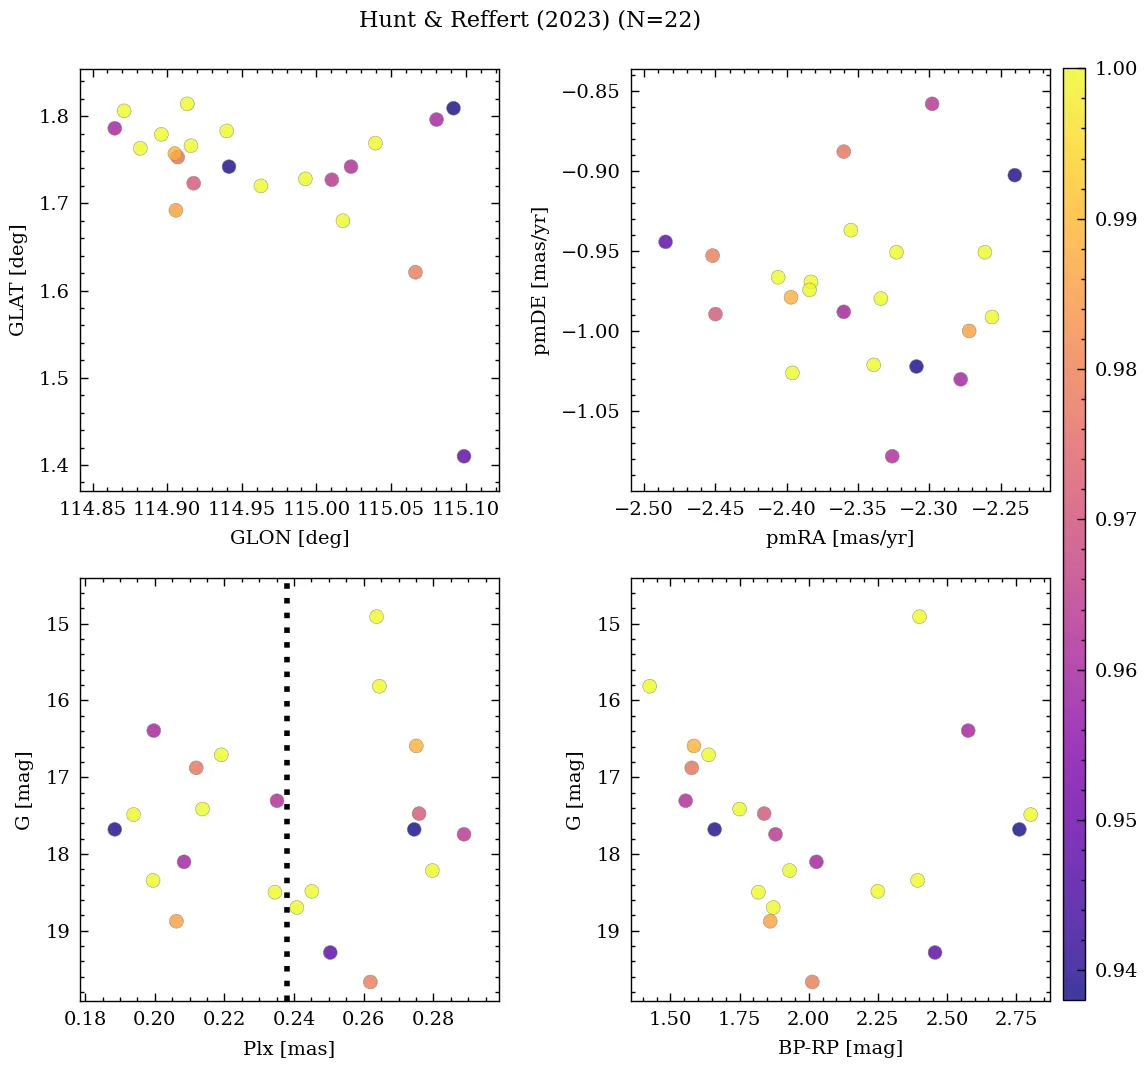 Hunt & Reffert (2023) (N=22)
1.8
1.7
1.6
1.5
1.4
GLAT [deg]
114.85 114.90 114.95 115.00 115.05 115.10
GLON [deg]
−0.85
−0.90
−0.95
−1.00
−1.05
pmDE [mas/yr]
−2.50 −2.45 −2.40 −2.35 −2.30 −2.25
pmRA [mas/yr]
15
16
17
18
19
G [mag]
0.18 0.20 0.22 0.24 0.26 0.28
Plx [mas]
15
16
17
18
19
G [mag]
1.50 1.75 2.00 2.25 2.50 2.75
BP-RP [mag]
1.00
0.99
0.98
0.97
0.96
0.95
0.94